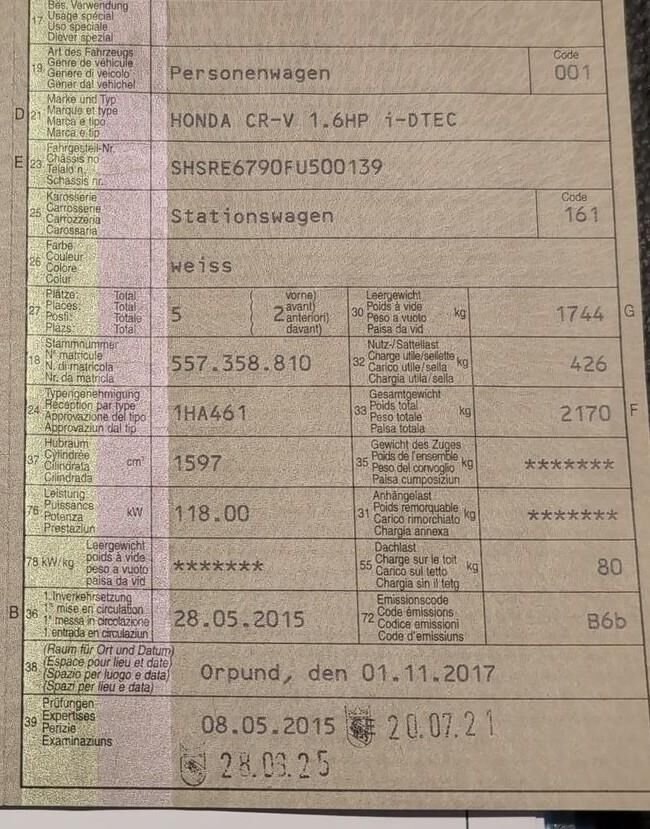 Bes. Verwendung
17 Usage spécial
Uso speciale
Diever spezial
Art des Fahrzeugs
19 Genre de véhicule
Genere di veicolo
Gener dal vehichel
Personenwagen
Code
001
Marke und Typ
D 21 Marque et type
Marca e tipo
Marca e tip
HONDA CR-V 1.6HP i-DTEC
Fahrgestell-Nr.
E 23 Châssis no
Telaio n.
Schassis nr.
SHSRE6790FU500139
Karosserie
25 Carrosserie
Carrozzeria
Carossaria
Stationswagen
Code
161
Farbe
26 Couleur
Colore
Colur
weiss
Plätze: Total
27 Places: Total
Posti: Totale
Plazs: Total
5
( vorne)
2 avant)
( anteriori)
davant)
Leergewicht
30 Poids à vide kg
Peso a vuoto
Paisa da vid
1744 G
Stammnummer
18 N° matricule
N. di matricola
Nr. da matricla
557.358.810
Nutz-/Sattellast
32 Charge utile/sellette kg
Carico utile/sella
Chargia utila/sella
426
Typengenehmigung
24 Réception par type
Approvazione del tipo
Approvaziun dal tip
1HA461
Gesamtgewicht
33 Poids total kg
Peso totale
Paisa totala
2170 F
Hubraum
37 Cylindrée cm³
Cilindrata
Cilindrada
1597
Gewicht des Zuges
35 Poids de l'ensemble kg
Peso del convoglio
Paisa cumposiziun
*******
Leistung
76 Puissance kW
Potenza
Prestaziun
118.00
Anhängelast
31 Poids remorquable kg
Carico rimorchiato
Chargia annexa
*******
Leergewicht
78 kW/kg poids à vide
peso a vuoto
paisa da vid
*******
Dachlast
55 Charge sur le toit kg
Carico sul tetto
Chargia sin il tetg
80
1. Inverkehrsetzung
B 36 1re mise en circulation
1a messa in circolazione
1. entrada en circulaziun
28.05.2015
Emissionscode
72 Code émissions
Codice emissioni
Code d'emissiuns
B6b
(Raum für Ort und Datum)
38 (Espace pour lieu et date)
(Spazio per luogo e data)
(Spazi per lieu e data)
Orpund, den 01.11.2017
Prüfungen
39 Expertises
Perizie
Examinaziuns
08.05.2015 20.07.21